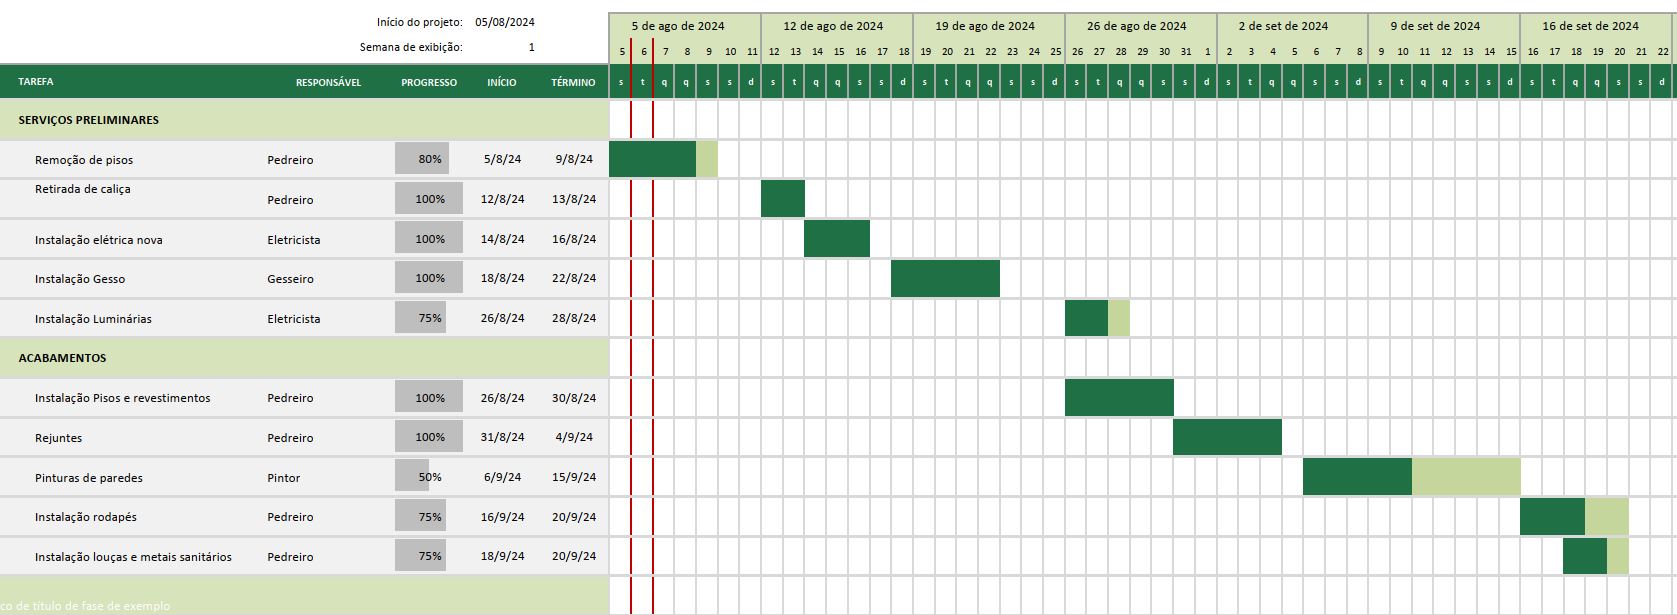 Início do projeto: 05/08/2024
Semana de exibição: 1
5 de ago de 2024 12 de ago de 2024 19 de ago de 2024 26 de ago de 2024 2 de set de 2024 9 de set de 2024 16 de set de 2024
5 6 7 8 9 10 11 12 13 14 15 16 17 18 19 20 21 22 23 24 25 26 27 28 29 30 31 1 2 3 4 5 6 7 8 9 10 11 12 13 14 15 16 17 18 19 20 21 22
TAREFA RESPONSÁVEL PROGRESSO INÍCIO TÉRMINO s t q q s s d s t q q s s d s t q q s s d s t q q s s d s t q q s s d s t q q s s d s t q q s s d
SERVIÇOS PRELIMINARES
Remoção de pisos Pedreiro 80% 5/8/24 9/8/24
Retirada de caliça Pedreiro 100% 12/8/24 13/8/24
Instalação elétrica nova Eletricista 100% 14/8/24 16/8/24
Instalação Gesso Gesseiro 100% 18/8/24 22/8/24
Instalação Luminárias Eletricista 75% 26/8/24 28/8/24
ACABAMENTOS
Instalação Pisos e revestimentos Pedreiro 100% 26/8/24 30/8/24
Rejuntes Pedreiro 100% 31/8/24 4/9/24
Pinturas de paredes Pintor 50% 6/9/24 15/9/24
Instalação rodapés Pedreiro 75% 16/9/24 20/9/24
Instalação louças e metais sanitários Pedreiro 75% 18/9/24 20/9/24
co de título de fase de exemplo